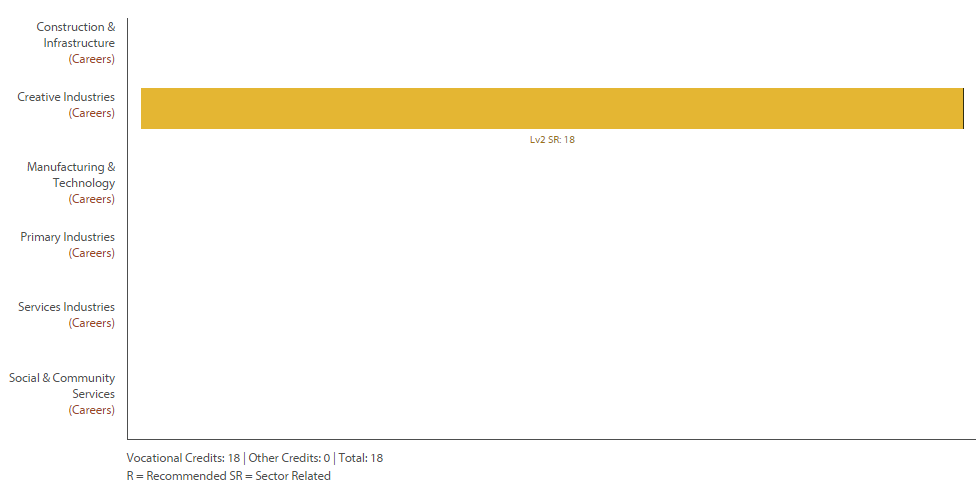 Construction &
Infrastructure
(Careers)
Creative Industries
(Careers)
Lv2 SR: 18
Manufacturing &
Technology
(Careers)
Primary Industries
(Careers)
Services Industries
(Careers)
Social & Community
Services
(Careers)
Vocational Credits: 18 | Other Credits: 0 | Total: 18
R = Recommended SR = Sector Related